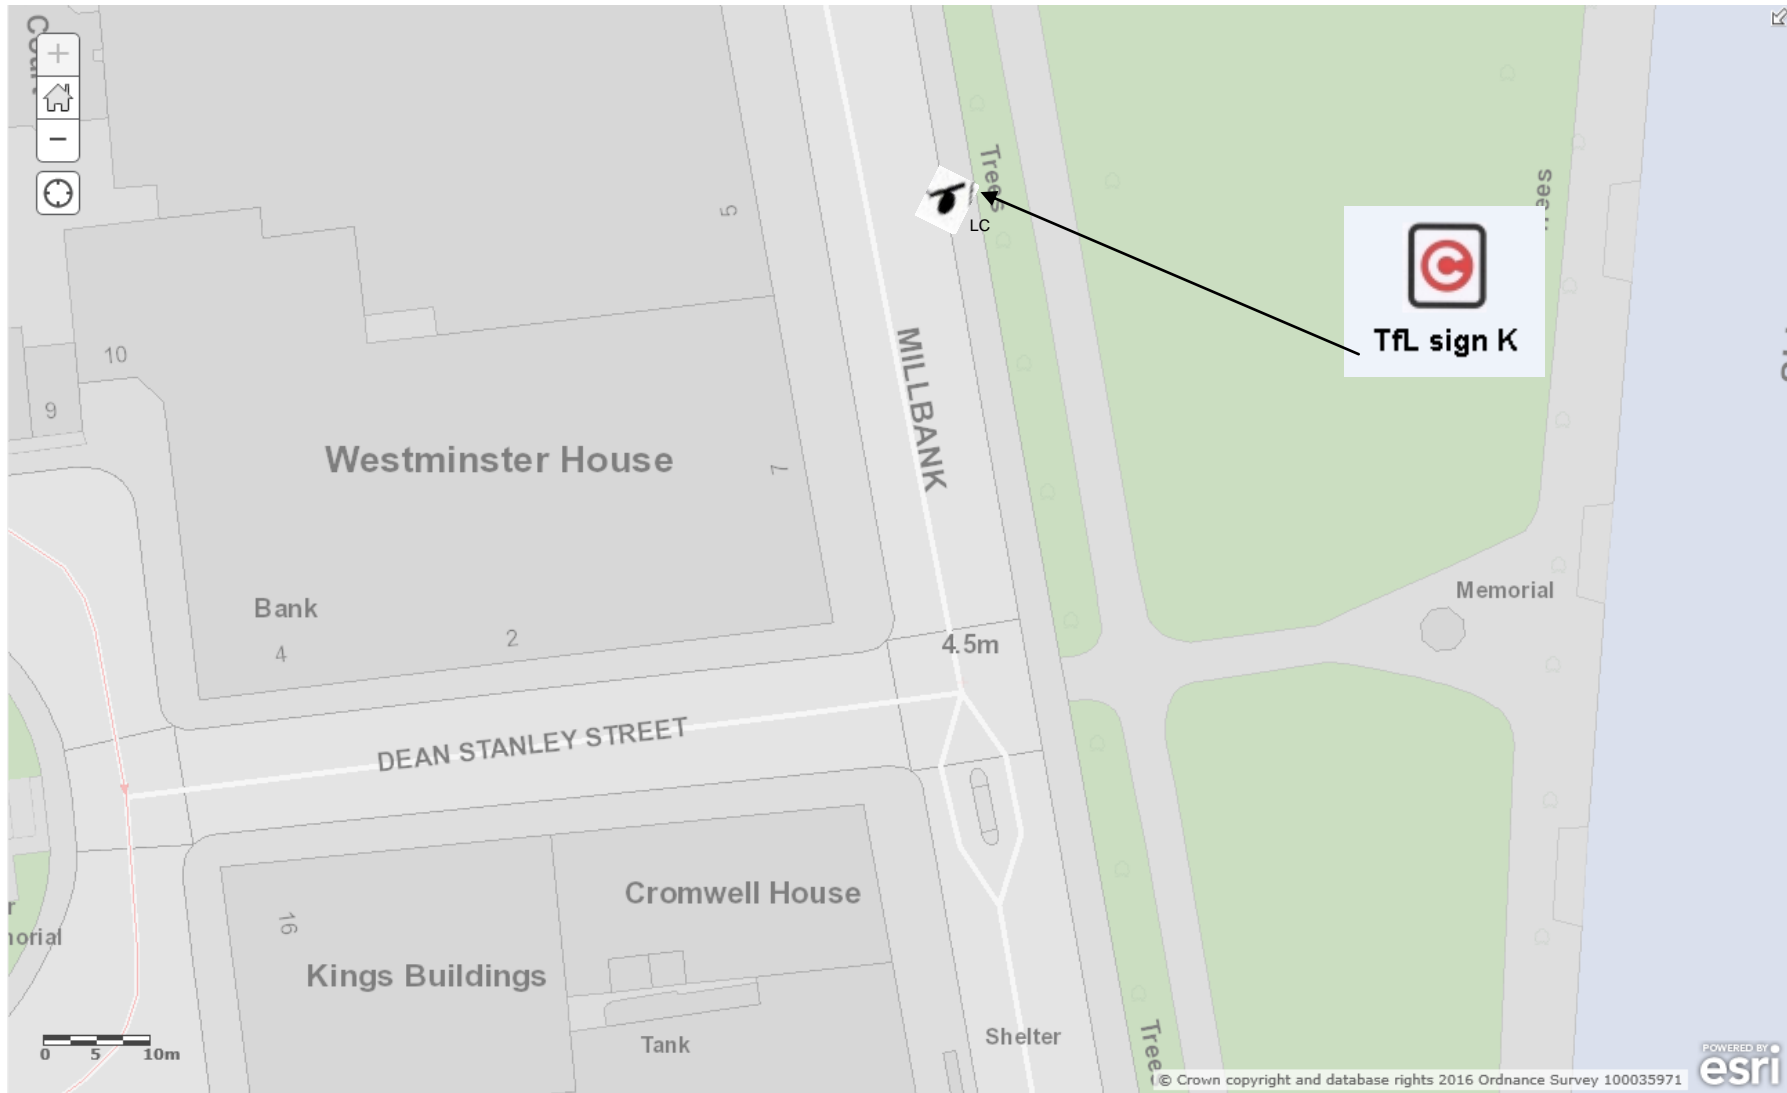 Trees
LC
TfL sign K
5
10
9
MILLBANK
Westminster House
7
Bank
4
2
4.5m
Memorial
DEAN STANLEY STREET
Cromwell House
16
Kings Buildings
Tank
Shelter
0 5 10m
POWERED BY
esri
© Crown copyright and database rights 2016 Ordnance Survey 100035971